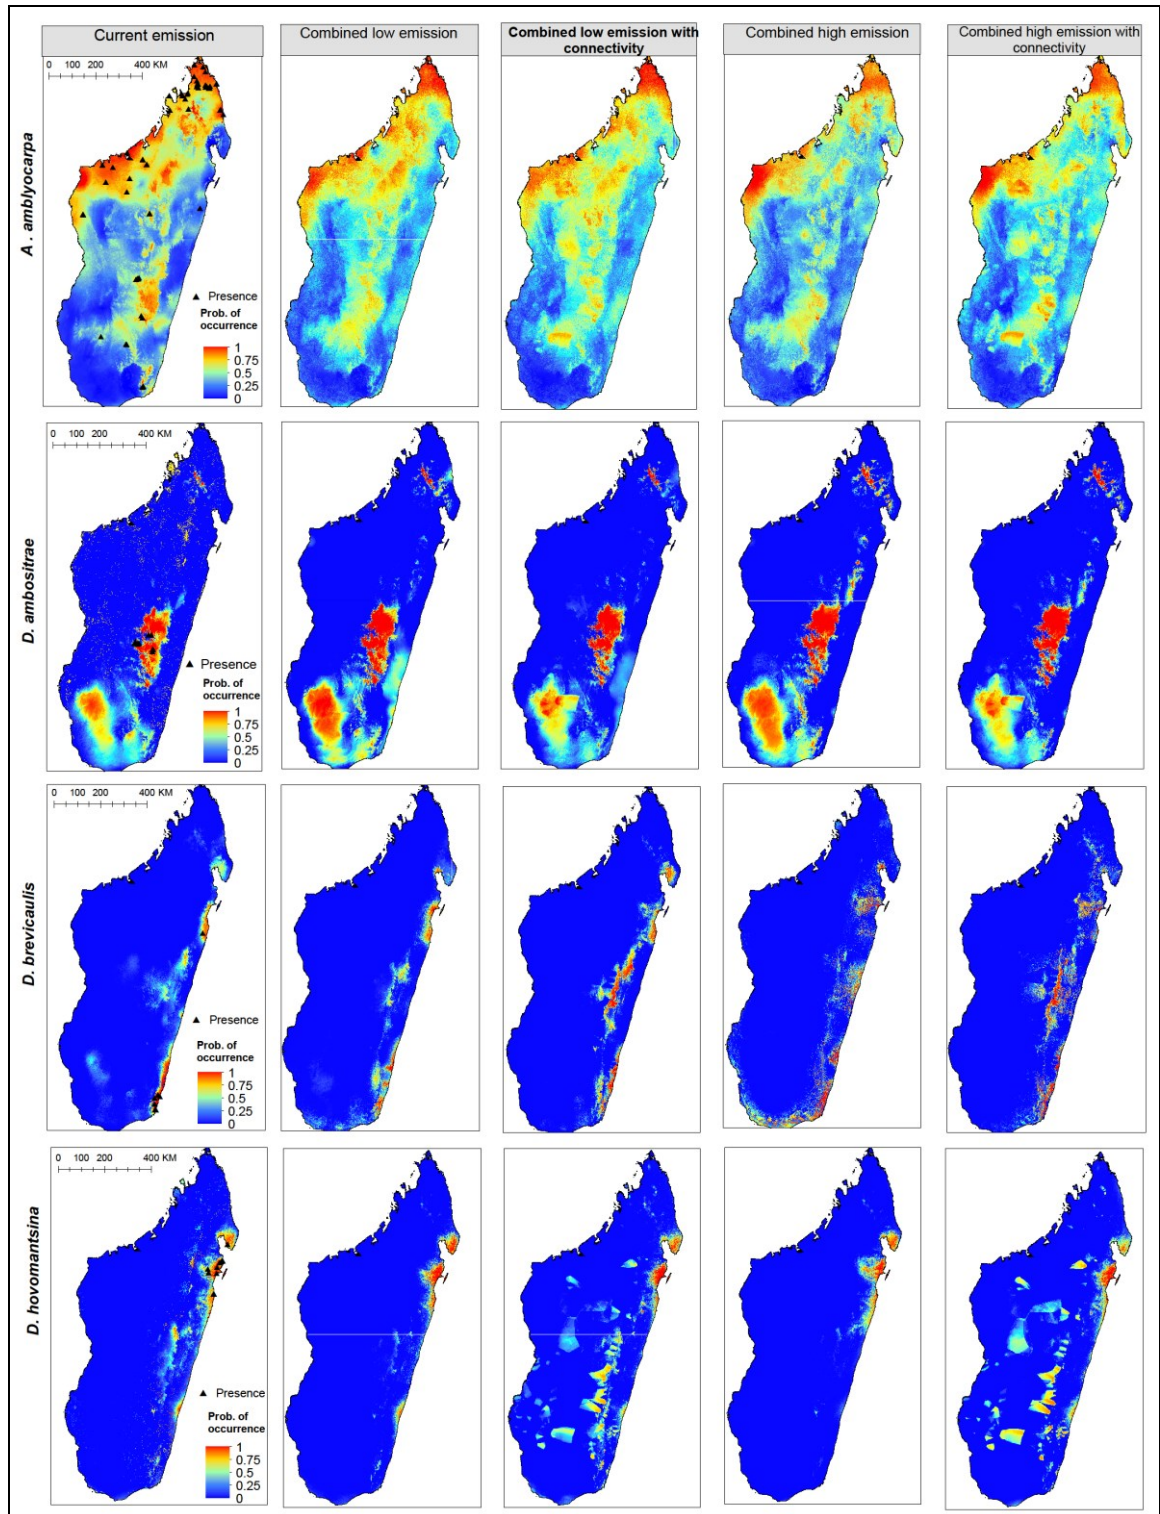 Current emission
Combined low emission
Combined low emission with
connectivity
Combined high emission
Combined high emission with
connectivity
A . amblyocarpa
0 200 400 KM
▲ Presence
Prob. of
occurrence
1
0.75
0.5
0.25
0
D. ambositrae
0 200 400 KM
▲ Presence
Prob. of
occurrence
1
0.75
0.5
0.25
0
D. brevicaulis
0 200 400 KM
▲ Presence
Prob. of
occurrence
1
0.75
0.5
0.25
0
D. hovomantsina
0 200 400 KM
▲ Presence
Prob. of
occurrence
1
0.75
0.5
0.25
0